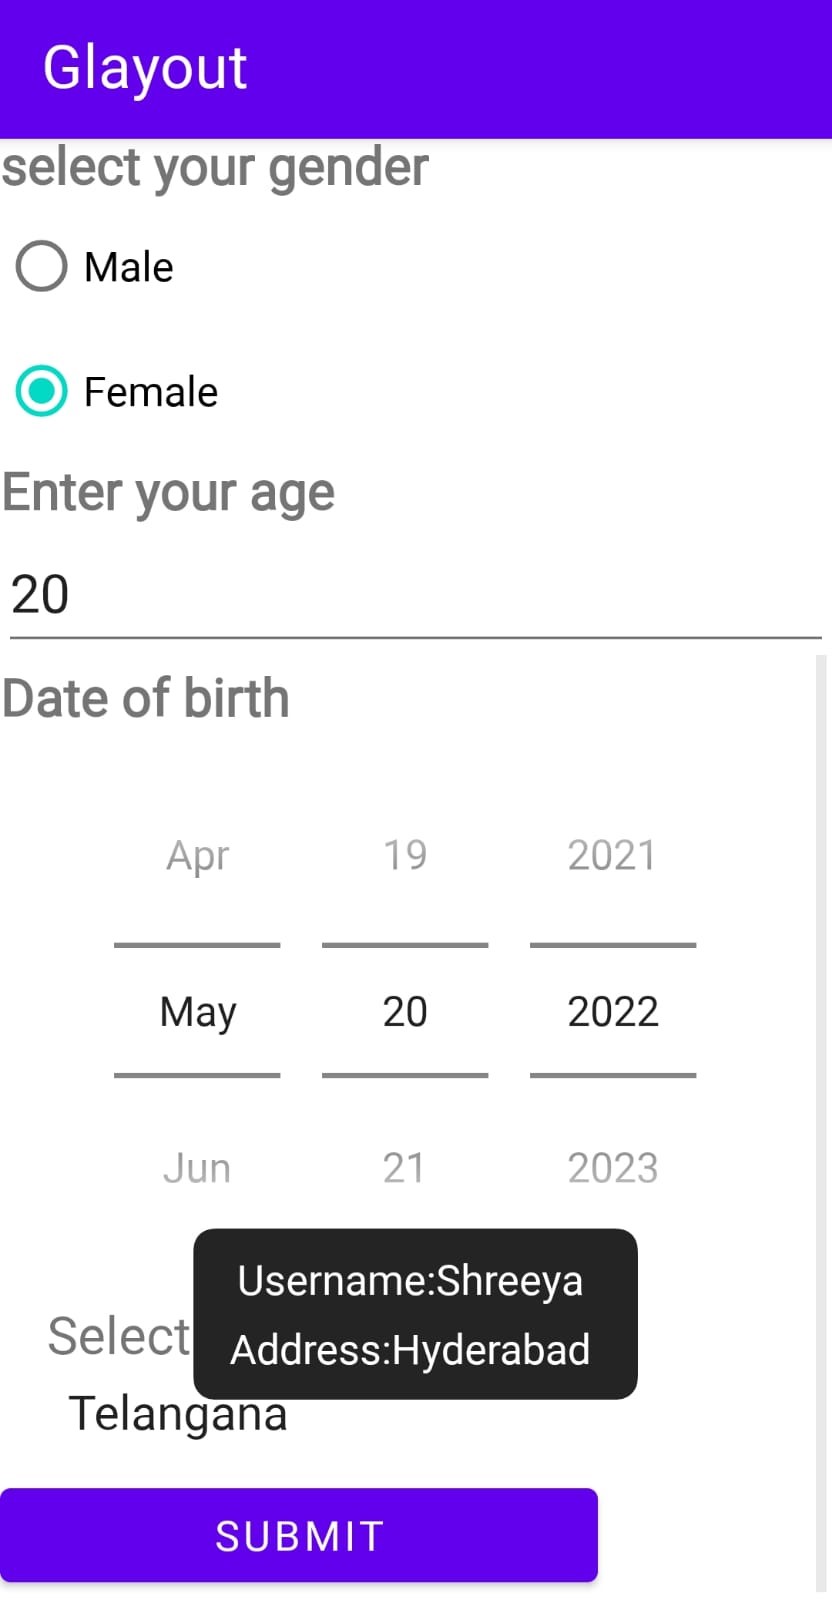 Glayout
select your gender
Male
Female
Enter your age
20
Date of birth
Apr 19 2021
May 20 2022
Jun 21 2023
Username:Shreeya
Address:Hyderabad
Select
Telangana
SUBMIT